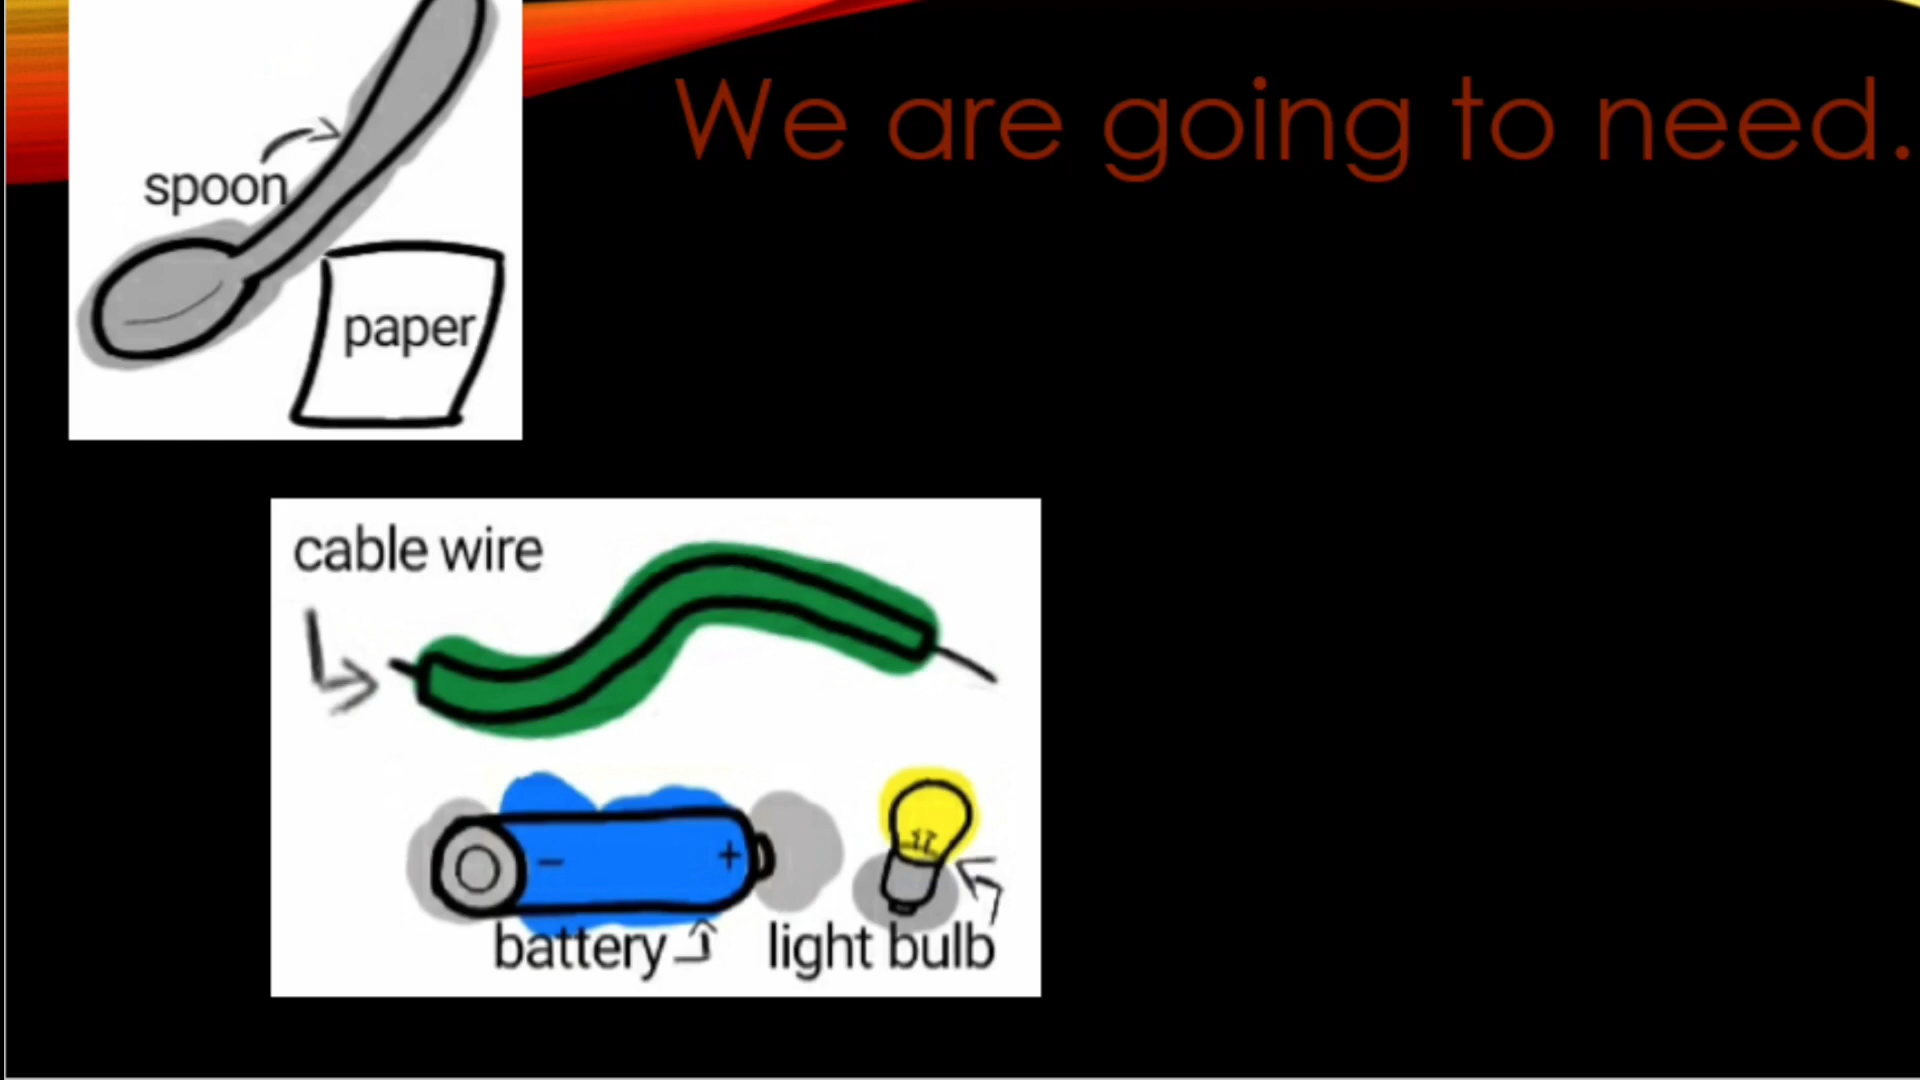 We are going to need.
spoon
paper
cable wire
- +
battery
light bulb